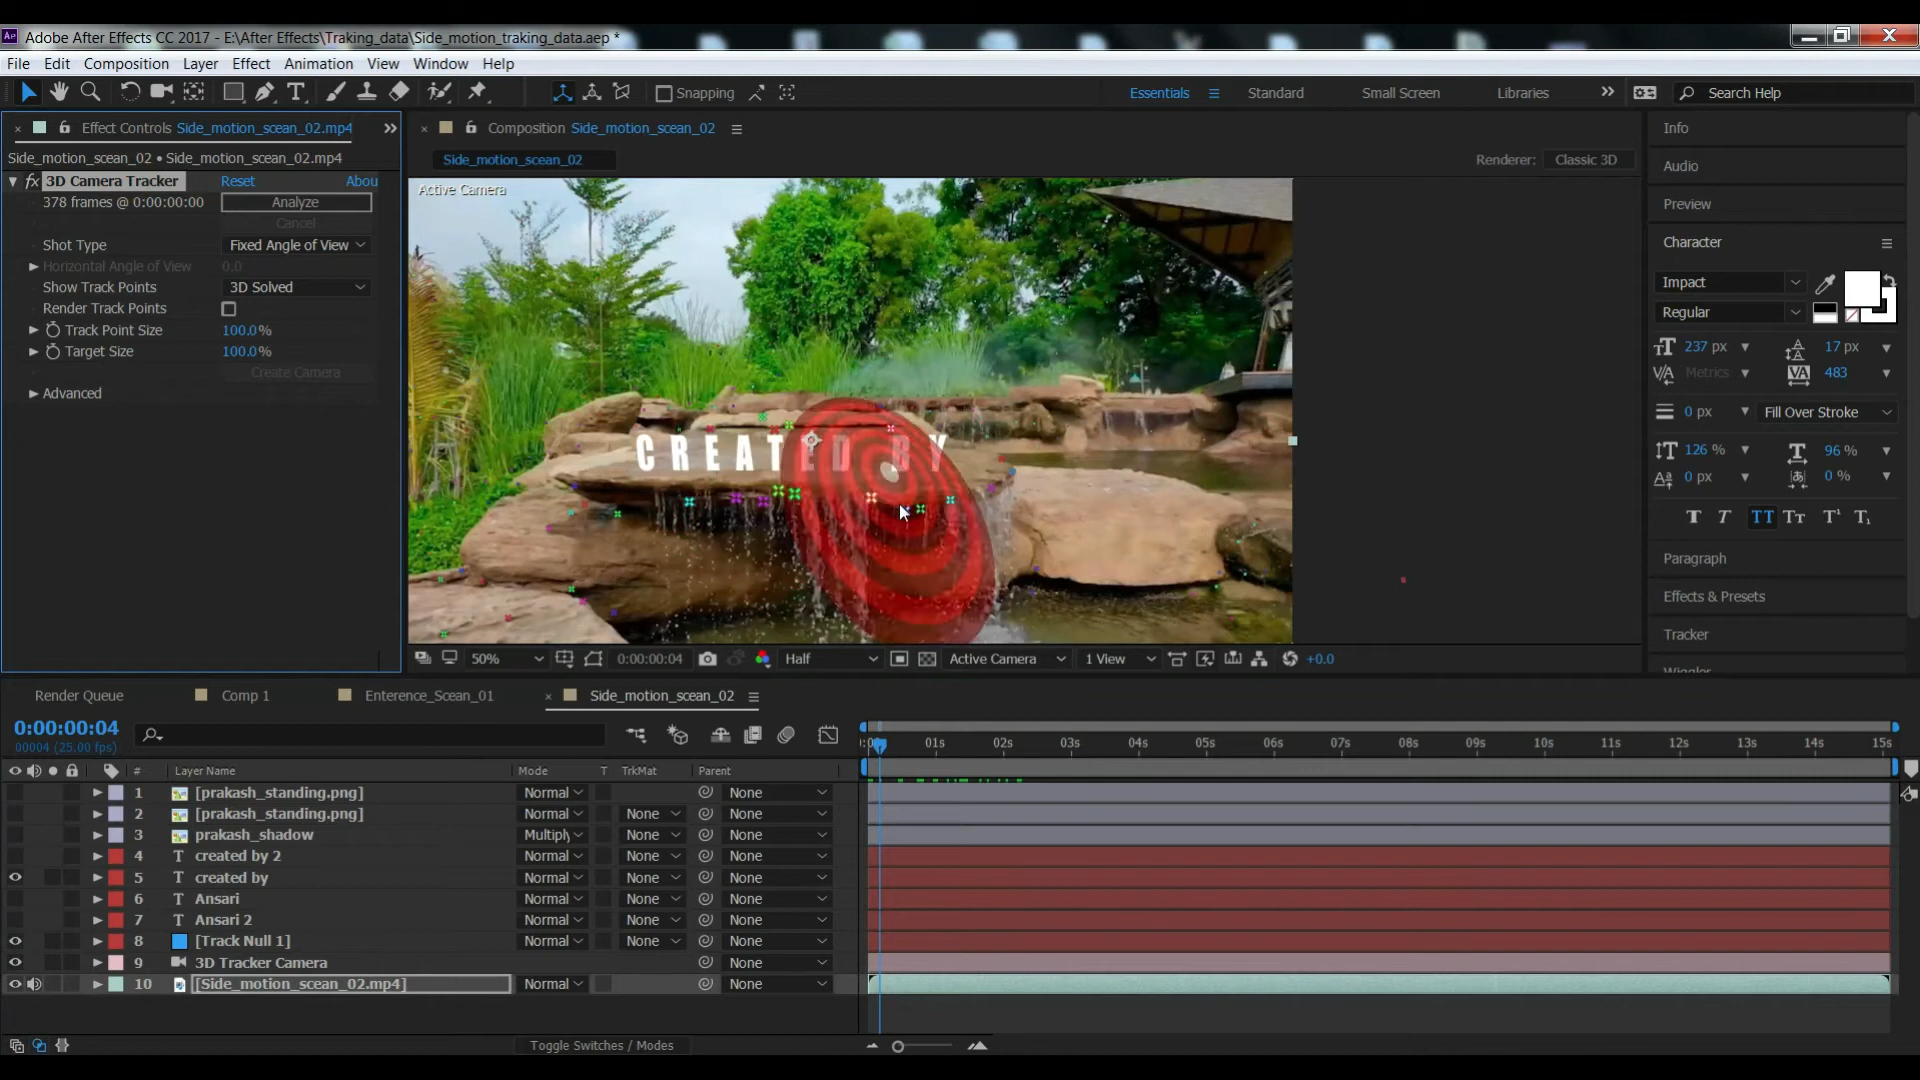 Adobe After Effects CC 2017 - E:\After Effects\Traking_data\Side_motion_traking_data.aep *
File Edit Composition Layer Effect Animation View Window Help
Snapping
Essentials Standard Small Screen Libraries Search Help
Effect Controls Side_motion_scean_02.mp4
Side_motion_scean_02 • Side_motion_scean_02.mp4
fx 3D Camera Tracker Reset Abou
378 frames @ 0:00:00:00 Analyze
Cancel
Shot Type Fixed Angle of View
Horizontal Angle of View 0.0
Show Track Points 3D Solved
Render Track Points
Track Point Size 100.0%
Target Size 100.0%
Create Camera
Advanced
Composition Side_motion_scean_02
Side_motion_scean_02
Renderer: Classic 3D
Active Camera
CREATED BY
50% 0:00:00:04 Half Active Camera 1 View +0.0
Info
Audio
Preview
Character
Impact
Regular
237 px 17 px
Metrics 483
0 px Fill Over Stroke
126 % 96 %
0 px 0 %
T T TT Tт T¹ T₁
Paragraph
Effects & Presets
Tracker
Wiggler
Render Queue Comp 1 Enterence_Scean_01 Side_motion_scean_02
0:00:00:04
00004 (25.00 fps)
01s 02s 03s 04s 05s 06s 07s 08s 09s 10s 11s 12s 13s 14s 15s
# Layer Name Mode T TrkMat Parent
1 [prakash_standing.png] Normal None
2 [prakash_standing.png] Normal None None
3 prakash_shadow Multiply None None
4 T created by 2 Normal None None
5 T created by Normal None None
6 T Ansari Normal None None
7 T Ansari 2 Normal None None
8 [Track Null 1] Normal None None
9 3D Tracker Camera None
10 [Side_motion_scean_02.mp4] Normal None
Toggle Switches / Modes